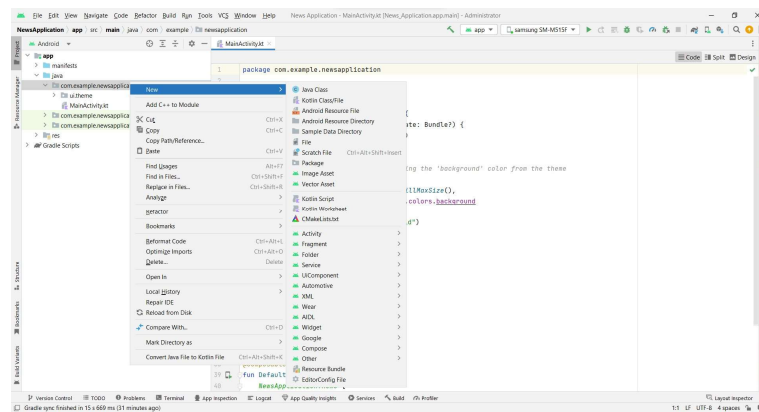 File Edit View Navigate Code Refactor Build Run Tools VCS Window Help News Application - MainActivity.kt [News_Application.app.main] - Administrator
NewsApplication app src main java com example newsapplication app samsung SM-M515F
Android MainActivity.kt
Code Split Design
app
manifests
java
com.example.newsapplica
ui.theme
MainActivity.kt
com.example.newsapplica
com.example.newsapplica
res
Gradle Scripts
Project
Resource Manager
Structure
Bookmarks
Build Variants
1 package com.example.newsapplication
New
Add C++ to Module
Cut Ctrl+X
Copy Ctrl+C
Copy Path/Reference...
Paste Ctrl+V
Find Usages Alt+F7
Find in Files... Ctrl+Shift+F
Replace in Files... Ctrl+Shift+R
Analyze
Refactor
Bookmarks
Reformat Code Ctrl+Alt+L
Optimize Imports Ctrl+Alt+O
Delete... Delete
Open In
Local History
Repair IDE
Reload from Disk
Compare With... Ctrl+D
Mark Directory as
Convert Java File to Kotlin File Ctrl+Alt+Shift+K
Java Class
Kotlin Class/File
Android Resource File
Android Resource Directory
Sample Data Directory
File
Scratch File Ctrl+Alt+Shift+Insert
Package
Image Asset
Vector Asset
Kotlin Script
Kotlin Worksheet
CMakeLists.txt
Activity
Fragment
Folder
Service
UiComponent
Automotive
XML
Wear
AIDL
Widget
Google
Compose
Other
Resource Bundle
EditorConfig File
{
ate: Bundle?) {
ing the 'background' color from the theme
illMaxSize(),
.colors.background
d")
39 fun Default
40
Version Control TODO Problems Terminal App Inspection Logcat App Quality Insights Services Build Profiler Layout Inspector
Gradle sync finished in 15 s 669 ms (31 minutes ago) 1:1 LF UTF-8 4 spaces